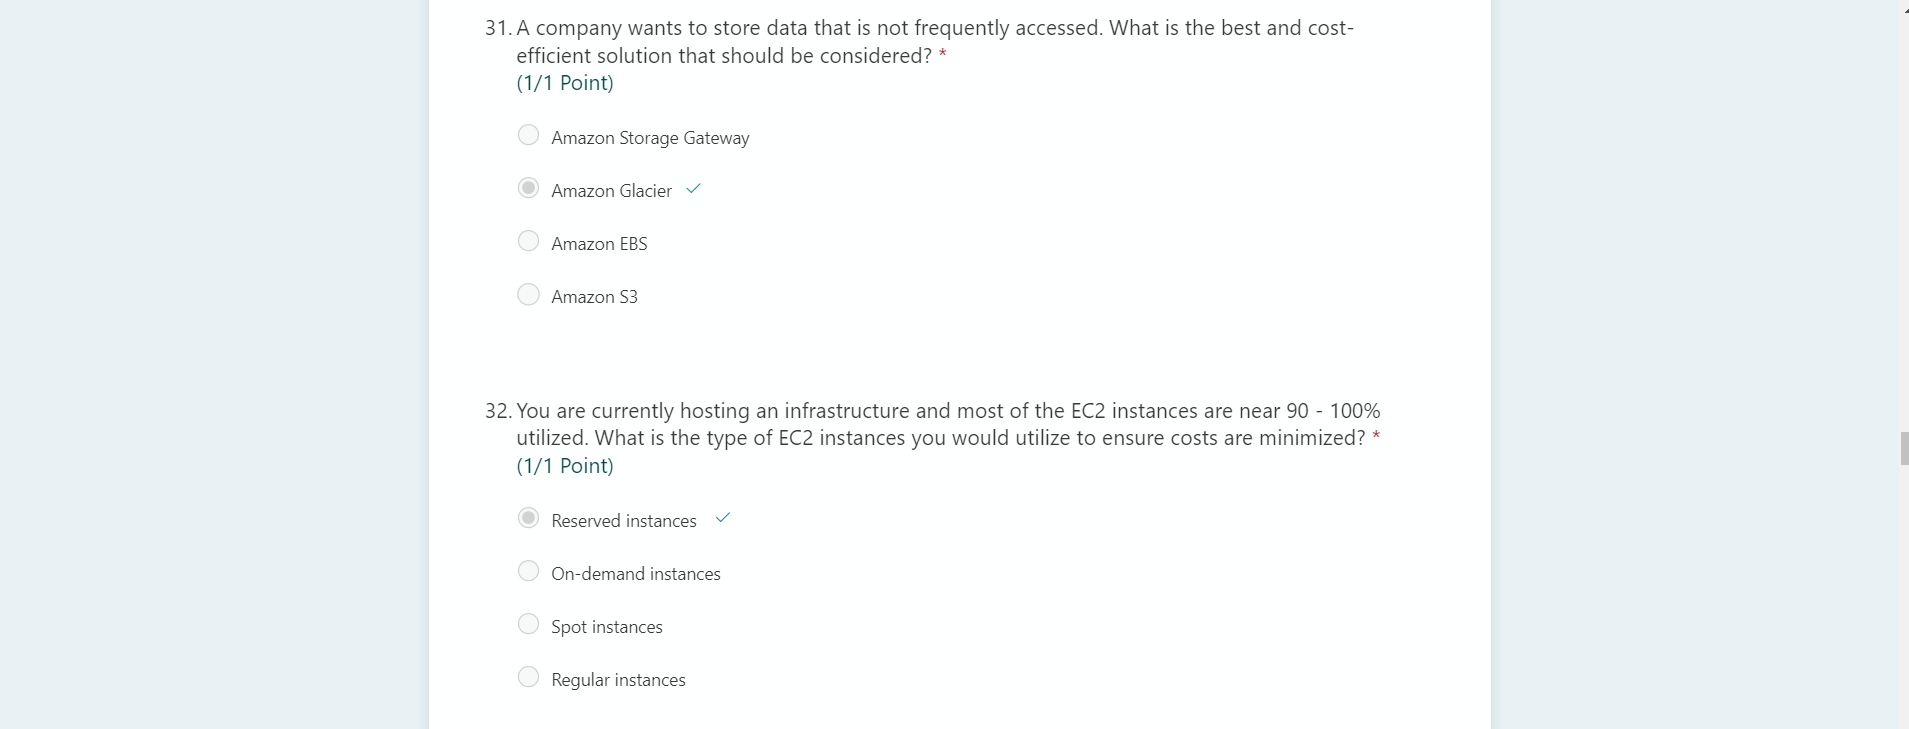 31. A company wants to store data that is not frequently accessed. What is the best and cost-
efficient solution that should be considered? *
(1/1 Point)
Amazon Storage Gateway
Amazon Glacier
Amazon EBS
Amazon S3
32. You are currently hosting an infrastructure and most of the EC2 instances are near 90 - 100%
utilized. What is the type of EC2 instances you would utilize to ensure costs are minimized? *
(1/1 Point)
Reserved instances
On-demand instances
Spot instances
Regular instances